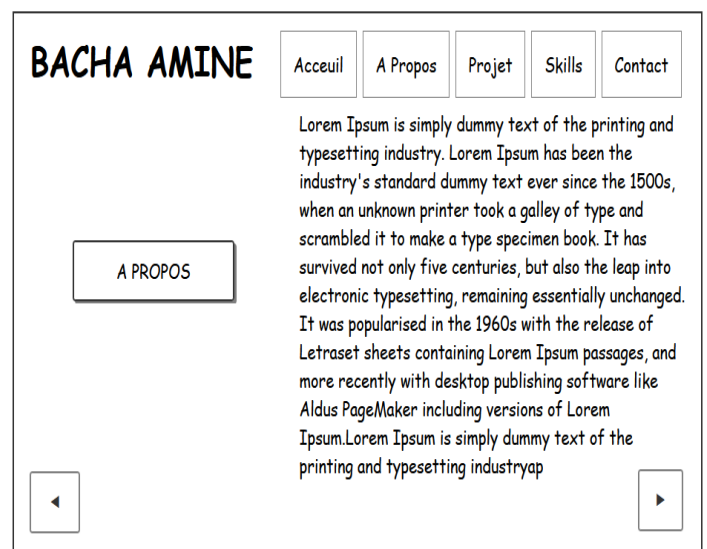 BACHA AMINE
Acceuil
A Propos
Projet
Skills
Contact
Lorem Ipsum is simply dummy text of the printing and
typesetting industry. Lorem Ipsum has been the
industry's standard dummy text ever since the 1500s,
when an unknown printer took a galley of type and
scrambled it to make a type specimen book. It has
survived not only five centuries, but also the leap into
electronic typesetting, remaining essentially unchanged.
It was popularised in the 1960s with the release of
Letraset sheets containing Lorem Ipsum passages, and
more recently with desktop publishing software like
Aldus PageMaker including versions of Lorem
Ipsum.Lorem Ipsum is simply dummy text of the
printing and typesetting industryap
A PROPOS